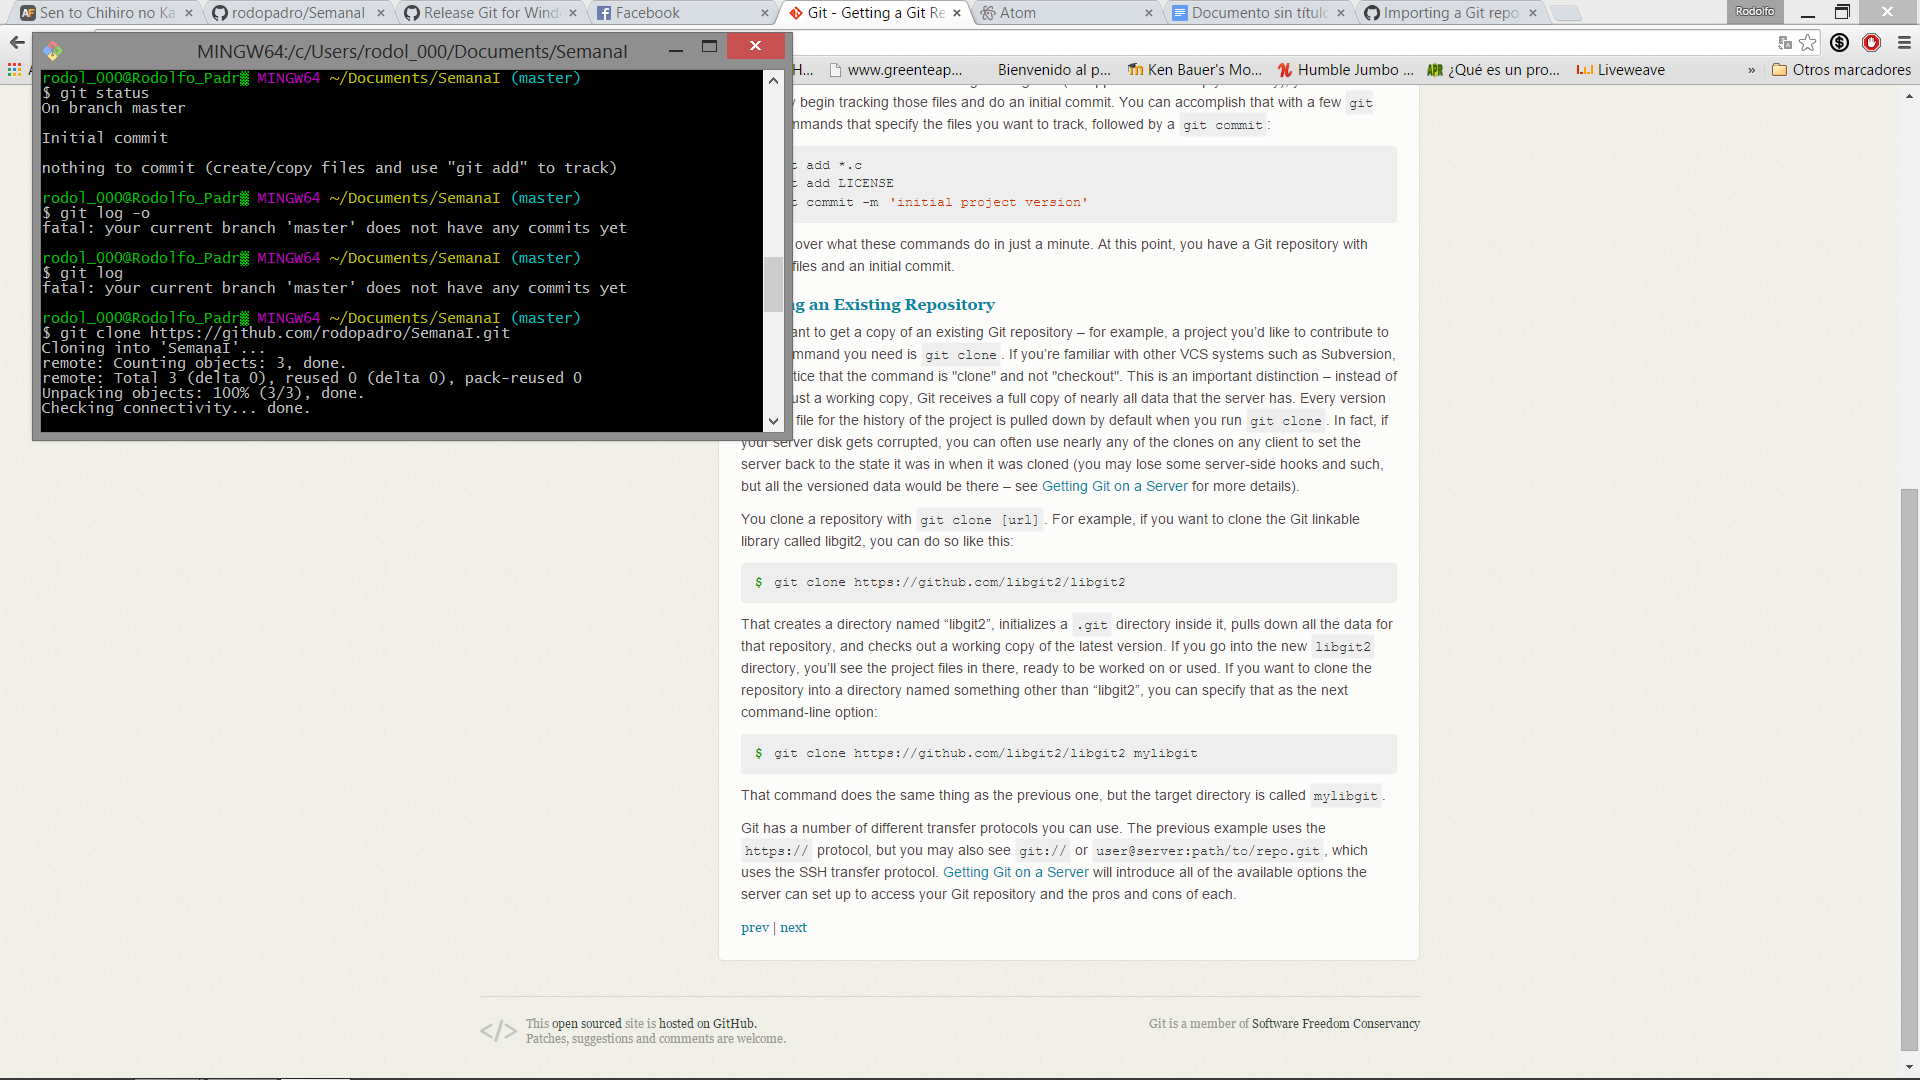 Sen to Chihiro no Ka
rodopadro/SemanaI
Release Git for Wind
Facebook
Git - Getting a Git Re
Atom
Documento sin títulc
Importing a Git repo
Rodolfo
H...
www.greenteap...
Bienvenido al p...
Ken Bauer's Mo...
Humble Jumbo ...
APR
¿Qué es un pro...
Liveweave
»
Otros marcadores
MINGW64:/c/Users/rodol_000/Documents/SemanaI
rodol_000@Rodolfo_Padr MINGW64 ~/Documents/SemanaI (master)
$ git status
On branch master
Initial commit
nothing to commit (create/copy files and use "git add" to track)
rodol_000@Rodolfo_Padr MINGW64 ~/Documents/SemanaI (master)
$ git log -o
fatal: your current branch 'master' does not have any commits yet
rodol_000@Rodolfo_Padr MINGW64 ~/Documents/SemanaI (master)
$ git log
fatal: your current branch 'master' does not have any commits yet
rodol_000@Rodolfo_Padr MINGW64 ~/Documents/SemanaI (master)
$ git clone https://github.com/rodopadro/SemanaI.git
Cloning into 'SemanaI'...
remote: Counting objects: 3, done.
remote: Total 3 (delta 0), reused 0 (delta 0), pack-reused 0
Unpacking objects: 100% (3/3), done.
Checking connectivity... done.
begin tracking those files and do an initial commit. You can accomplish that with a few git
mmands that specify the files you want to track, followed by a git commit:
t add *.c
t add LICENSE
t commit -m 'initial project version'
over what these commands do in just a minute. At this point, you have a Git repository with
files and an initial commit.
g an Existing Repository
ant to get a copy of an existing Git repository – for example, a project you’d like to contribute to
ommand you need is git clone. If you’re familiar with other VCS systems such as Subversion,
tice that the command is "clone" and not "checkout". This is an important distinction – instead of
ust a working copy, Git receives a full copy of nearly all data that the server has. Every version
file for the history of the project is pulled down by default when you run git clone. In fact, if
your server disk gets corrupted, you can often use nearly any of the clones on any client to set the
server back to the state it was in when it was cloned (you may lose some server-side hooks and such,
but all the versioned data would be there – see Getting Git on a Server for more details).
You clone a repository with git clone [url]. For example, if you want to clone the Git linkable
library called libgit2, you can do so like this:
$ git clone https://github.com/libgit2/libgit2
That creates a directory named “libgit2”, initializes a .git directory inside it, pulls down all the data for
that repository, and checks out a working copy of the latest version. If you go into the new libgit2
directory, you’ll see the project files in there, ready to be worked on or used. If you want to clone the
repository into a directory named something other than “libgit2”, you can specify that as the next
command-line option:
$ git clone https://github.com/libgit2/libgit2 mylibgit
That command does the same thing as the previous one, but the target directory is called mylibgit.
Git has a number of different transfer protocols you can use. The previous example uses the
https:// protocol, but you may also see git:// or user@server:path/to/repo.git, which
uses the SSH transfer protocol. Getting Git on a Server will introduce all of the available options the
server can set up to access your Git repository and the pros and cons of each.
prev | next
</> This open sourced site is hosted on GitHub.
Patches, suggestions and comments are welcome.
Git is a member of Software Freedom Conservancy